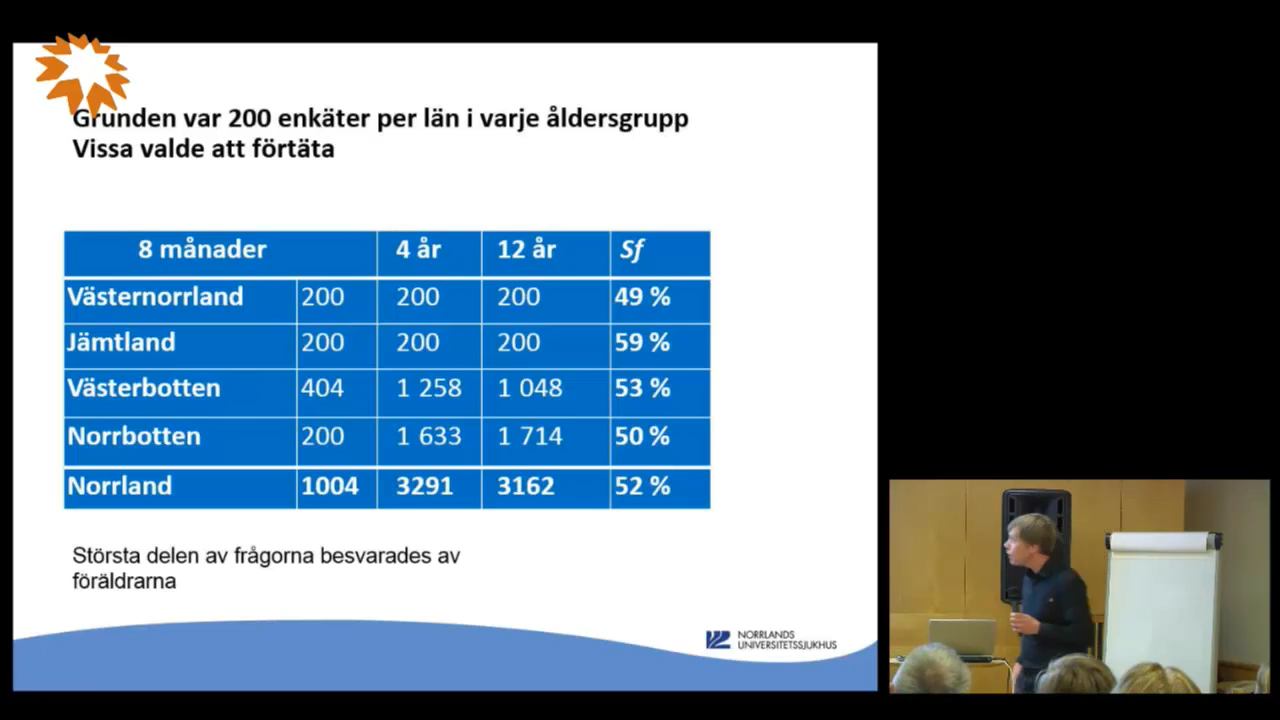 Grunden var 200 enkäter per län i varje åldersgrupp
Vissa valde att förtäta
8 månader 4 år 12 år Sf
Västernorrland 200 200 200 49 %
Jämtland 200 200 200 59 %
Västerbotten 404 1 258 1 048 53 %
Norrbotten 200 1 633 1 714 50 %
Norrland 1004 3291 3162 52 %
Största delen av frågorna besvarades av
föräldrarna
NORRLANDS
UNIVERSITETSSJUKHUS